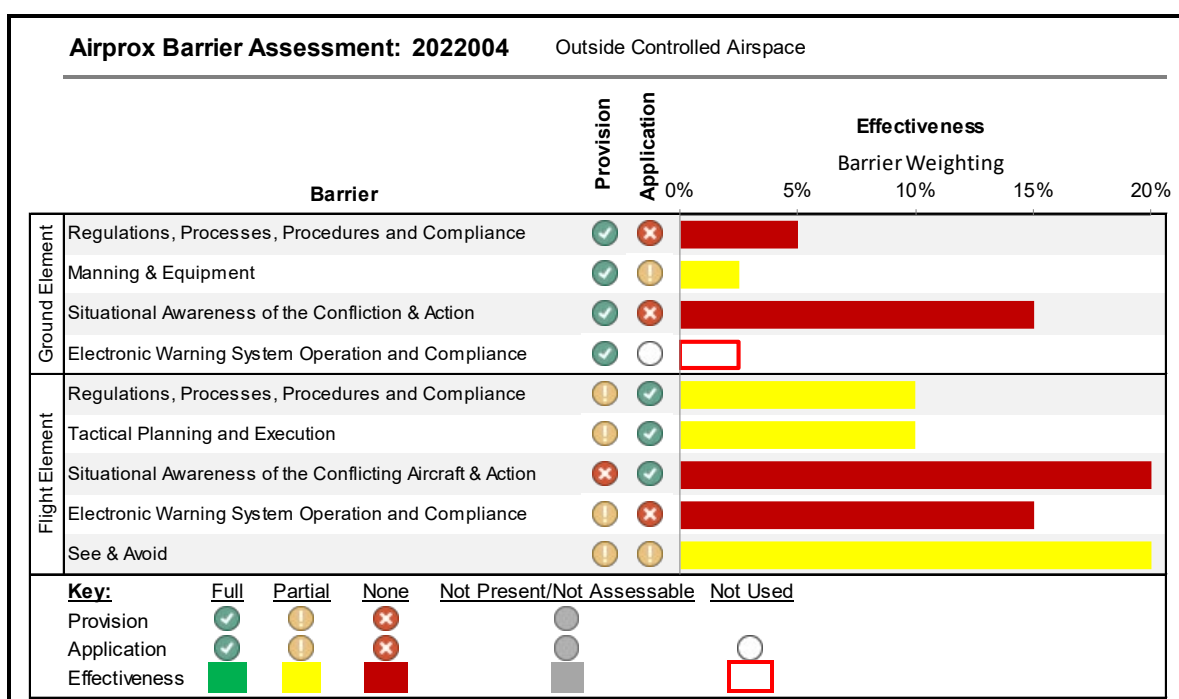 Airprox Barrier Assessment: 2022004 Outside Controlled Airspace
Barrier
Provision
Application
Effectiveness
Barrier Weighting
0% 5% 10% 15% 20%
Ground Element
Regulations, Processes, Procedures and Compliance
Manning & Equipment
Situational Awareness of the Confliction & Action
Electronic Warning System Operation and Compliance
Flight Element
Regulations, Processes, Procedures and Compliance
Tactical Planning and Execution
Situational Awareness of the Conflicting Aircraft & Action
Electronic Warning System Operation and Compliance
See & Avoid
Key: Full Partial None Not Present/Not Assessable Not Used
Provision
Application
Effectiveness